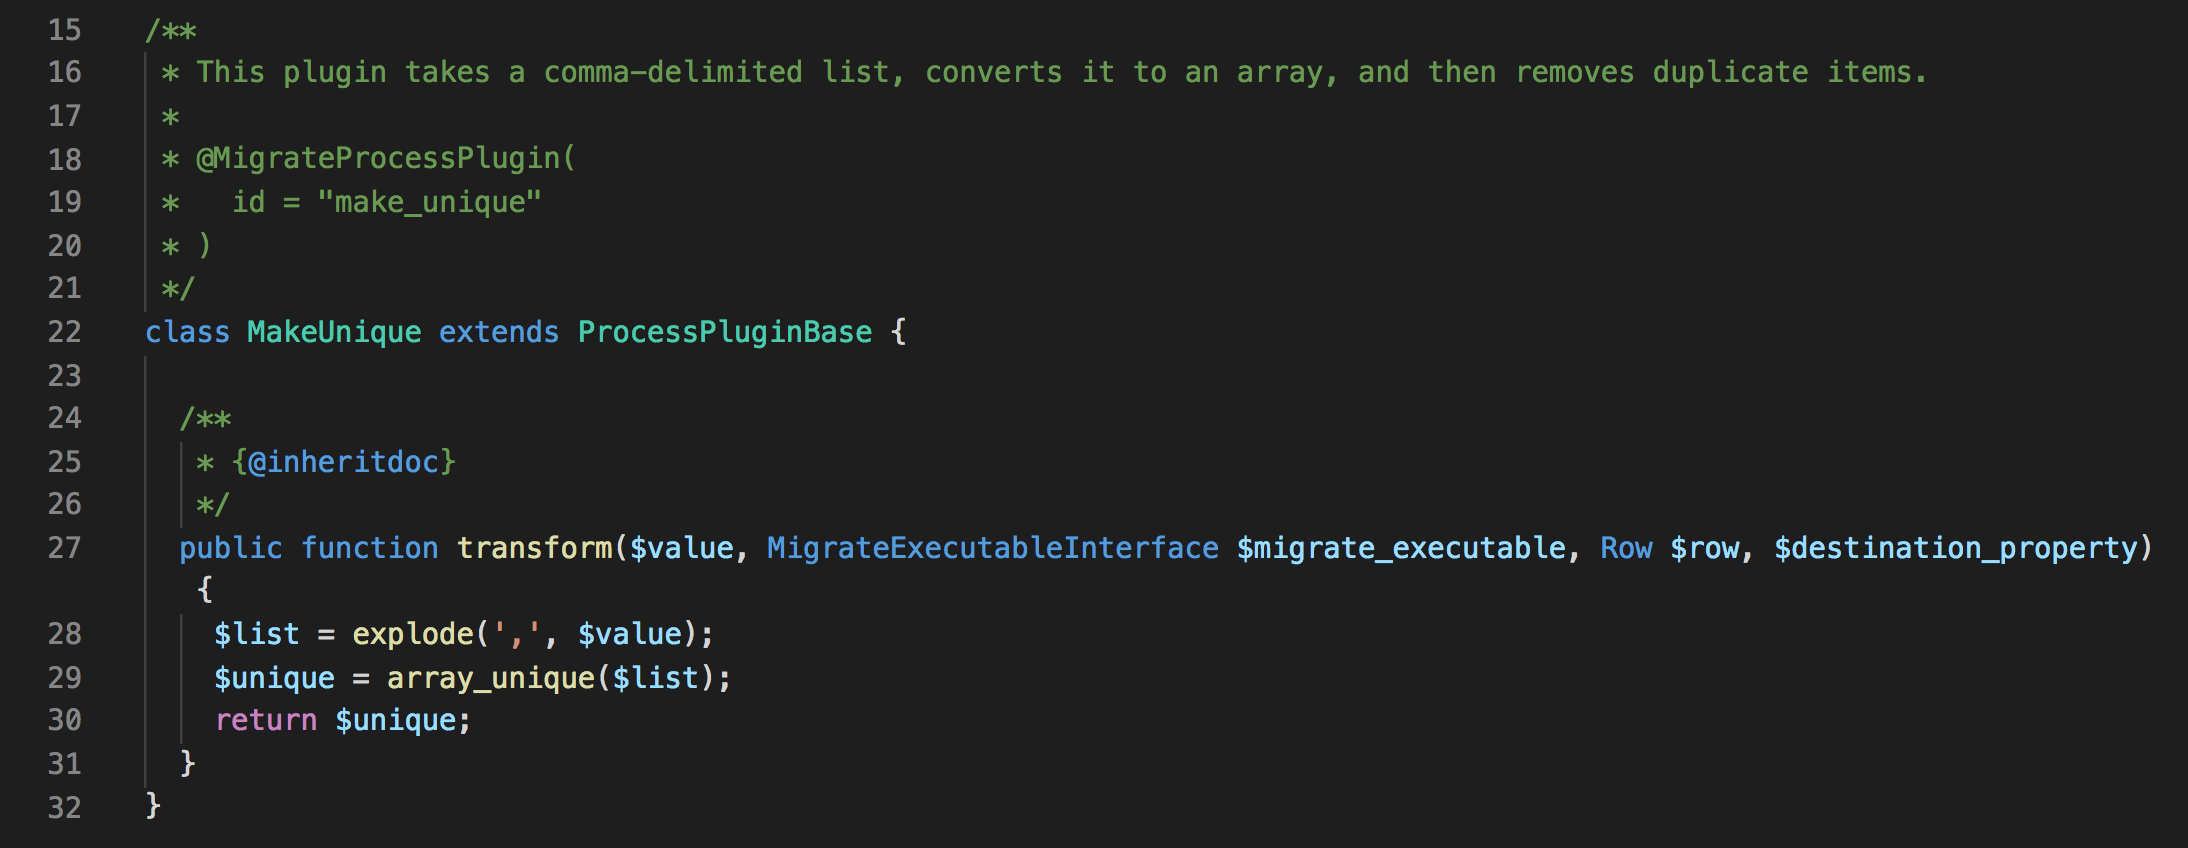 15 /**
16 * This plugin takes a comma-delimited list, converts it to an array, and then removes duplicate items.
17 *
18 * @MigrateProcessPlugin(
19 *   id = "make_unique"
20 * )
21 */
22 class MakeUnique extends ProcessPluginBase {
23
24 /**
25 * {@inheritdoc}
26 */
27 public function transform($value, MigrateExecutableInterface $migrate_executable, Row $row, $destination_property)
{
28 $list = explode(',', $value);
29 $unique = array_unique($list);
30 return $unique;
31 }
32 }